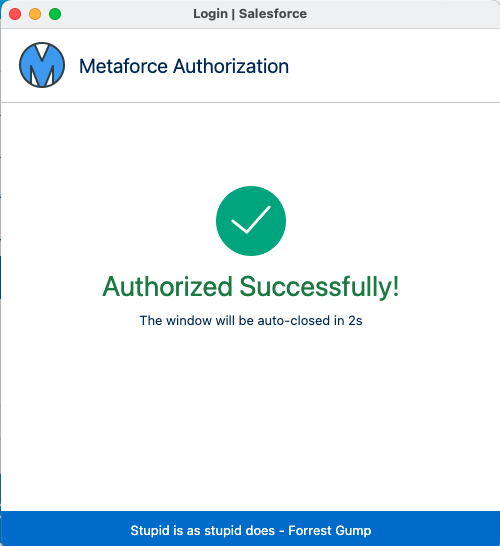 Login | Salesforce
M
Metaforce Authorization
Authorized Successfully!
The window will be auto-closed in 2s
Stupid is as stupid does - Forrest Gump